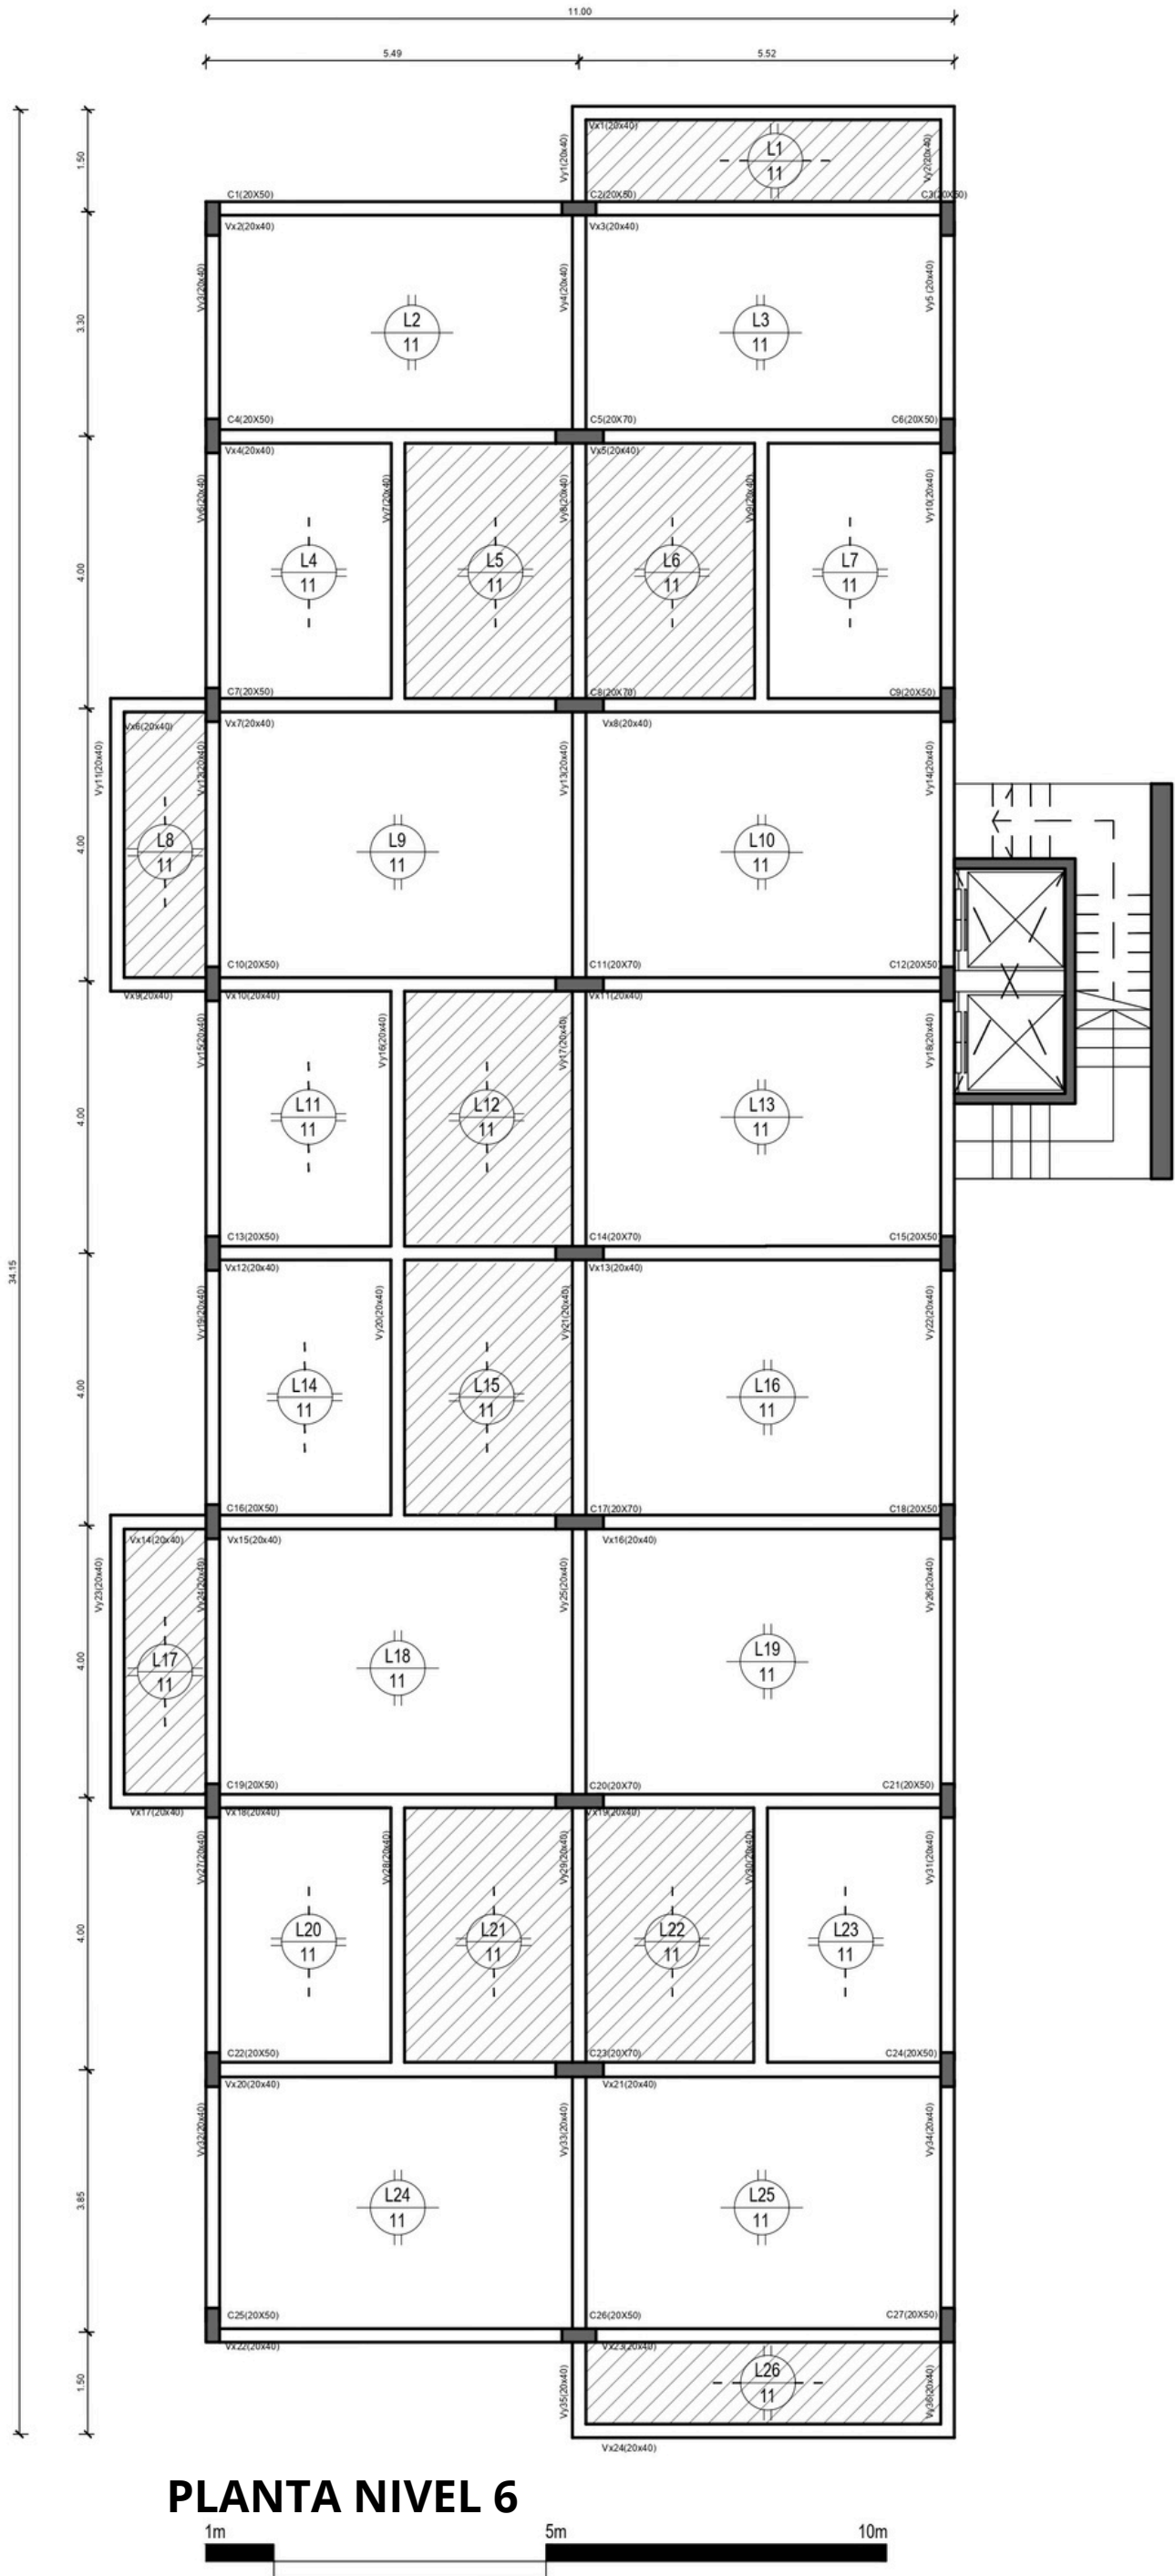 11.00
5.49 5.52
34.15
1.50
Vx1(20x40)
Vy1(20x40)
L1
11
Vy2(20x40)
C1(20X50) C2(20X50) C3(20X50)
Vx2(20x40) Vx3(20x40)
3.30
Vy3(20x40) Vy4(20x40) Vy5 (20x40)
L2 L3
11 11
C4(20X50) C5(20X70) C6(20X50)
Vx4(20x40) Vx5(20x40)
4.00
Vy6(20x40) Vy7(20x40) Vy8(20x40) Vy9(20x40) Vy10(20x40)
L4 L5 L6 L7
11 11 11 11
C7(20X50) C8(20X70) C9(20X50)
Vx6(20x40) Vx7(20x40) Vx8(20x40)
4.00
Vy11(20x40) Vy12(20x40) Vy13(20x40) Vy14(20x40)
L8 L9 L10
11 11 11
C10(20X50) C11(20X70) C12(20X50)
Vx9(20x40) Vx10(20x40) Vx11(20x40)
4.00
Vy15(20x40) Vy16(20x40) Vy17(20x40) Vy18(20x40)
L11 L12 L13
11 11 11
C13(20X50) C14(20X70) C15(20X50)
Vx12(20x40) Vx13(20x40)
4.00
Vy19(20x40) Vy20(20x40) Vy21(20x40) Vy22(20x40)
L14 L15 L16
11 11 11
C16(20X50) C17(20X70) C18(20X50)
Vx14(20x40) Vx15(20x40) Vx16(20x40)
4.00
Vy23(20x40) Vy24(20x40) Vy25(20x40) Vy26(20x40)
L17 L18 L19
11 11 11
C19(20X50) C20(20X70) C21(20X50)
Vx17(20x40) Vx18(20x40) Vx19(20x40)
4.00
Vy27(20x40) Vy28(20x40) Vy29(20x40) Vy30(20x40) Vy31(20x40)
L20 L21 L22 L23
11 11 11 11
C22(20X50) C23(20X70) C24(20X50)
Vx20(20x40) Vx21(20x40)
3.85
Vy32(20x40) Vy33(20x40) Vy34(20x40)
L24 L25
11 11
C25(20X50) C26(20X50) C27(20X50)
Vx22(20x40) Vx23(20x40)
1.50
Vy35(20x40)
L26
11
Vy36(20x40)
Vx24(20x40)
PLANTA NIVEL 6
1m 5m 10m